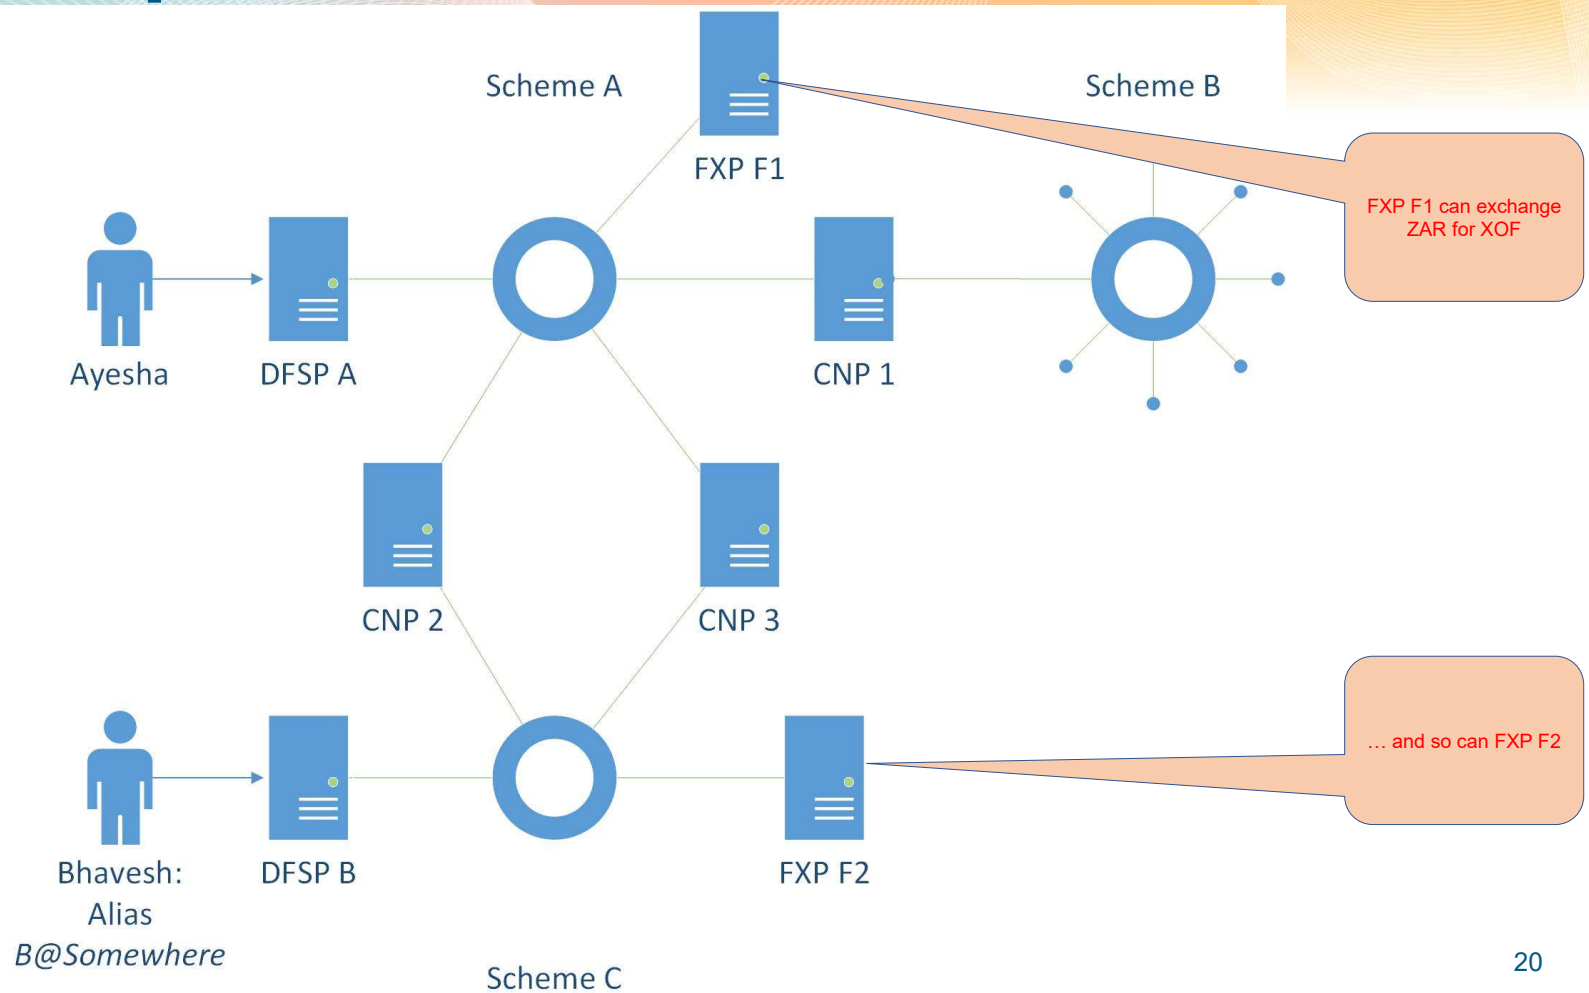 Scheme A
Scheme B
FXP F1
FXP F1 can exchange
ZAR for XOF
Ayesha
DFSP A
CNP 1
CNP 2
CNP 3
… and so can FXP F2
Bhavesh:
Alias
B@Somewhere
DFSP B
FXP F2
Scheme C
20